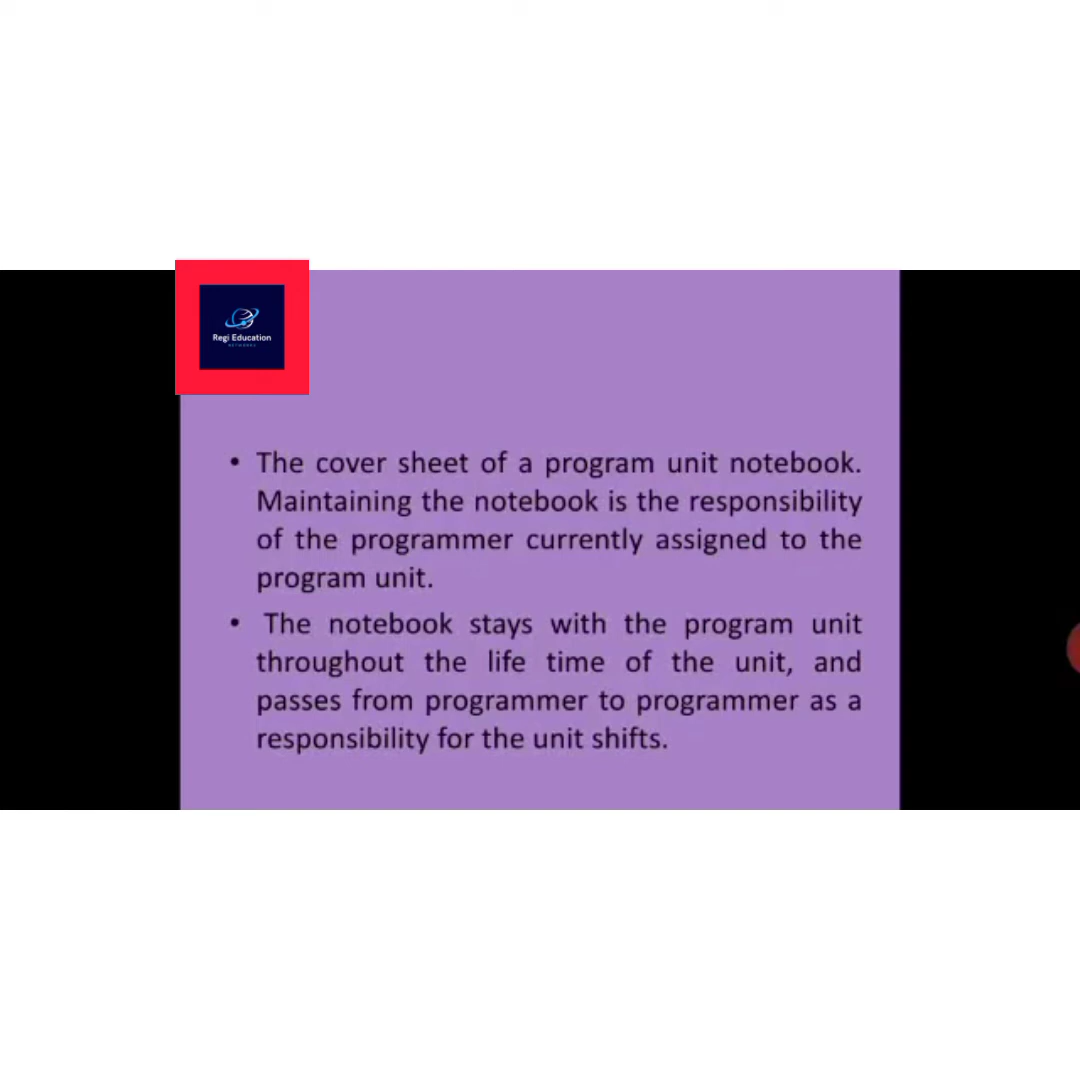 Regi Education
NETWORKS
• The cover sheet of a program unit notebook.
Maintaining the notebook is the responsibility
of the programmer currently assigned to the
program unit.
• The notebook stays with the program unit
throughout the life time of the unit, and
passes from programmer to programmer as a
responsibility for the unit shifts.